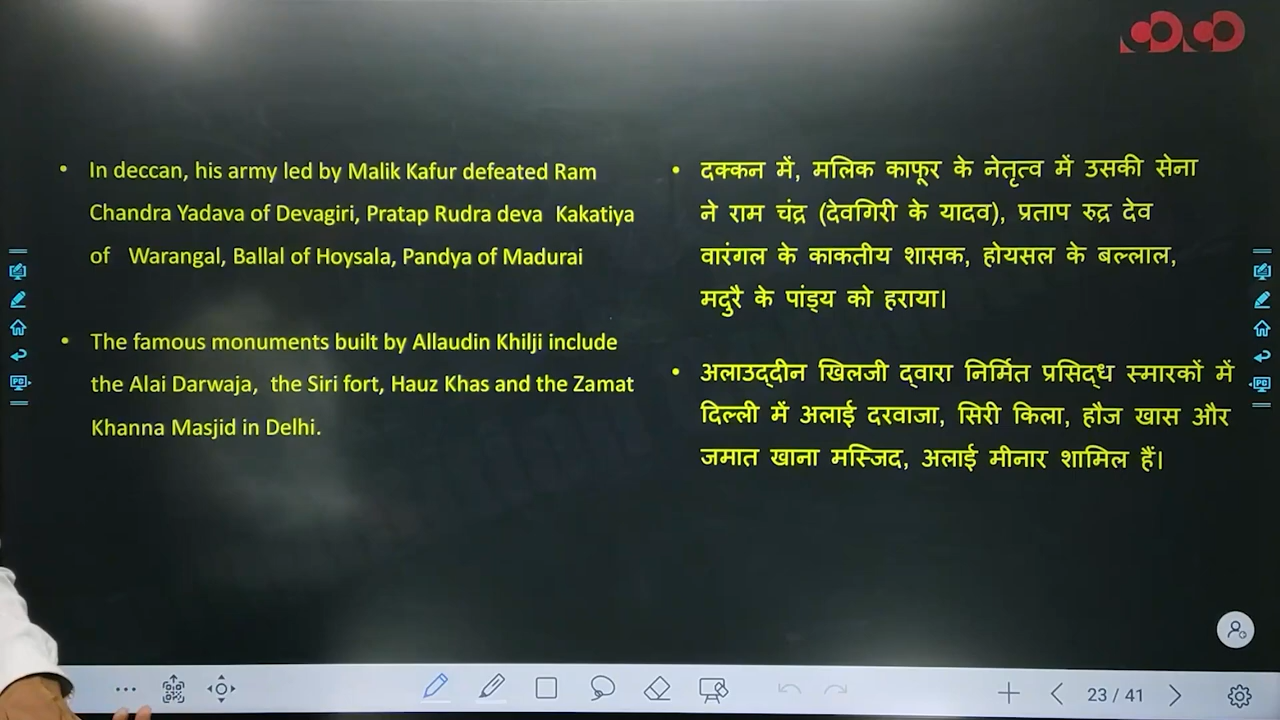 In deccan, his army led by Malik Kafur defeated Ram
Chandra Yadava of Devagiri, Pratap Rudra deva Kakatiya
of Warangal, Ballal of Hoysala, Pandya of Madurai
The famous monuments built by Allaudin Khilji include
the Alai Darwaja, the Siri fort, Hauz Khas and the Zamat
Khanna Masjid in Delhi.
दक्कन में, मलिक काफूर के नेतृत्व में उसकी सेना
ने राम चंद्र (देवगिरी के यादव), प्रताप रुद्र देव
वारंगल के काकतीय शासक, होयसल के बल्लाल,
मदुरै के पांड्य को हराया।
अलाउद्दीन खिलजी द्वारा निर्मित प्रसिद्ध स्मारकों में
दिल्ली में अलाई दरवाजा, सिरी किला, हौज खास और
जमात खाना मस्जिद, अलाई मीनार शामिल हैं।
PC
PC
23 / 41